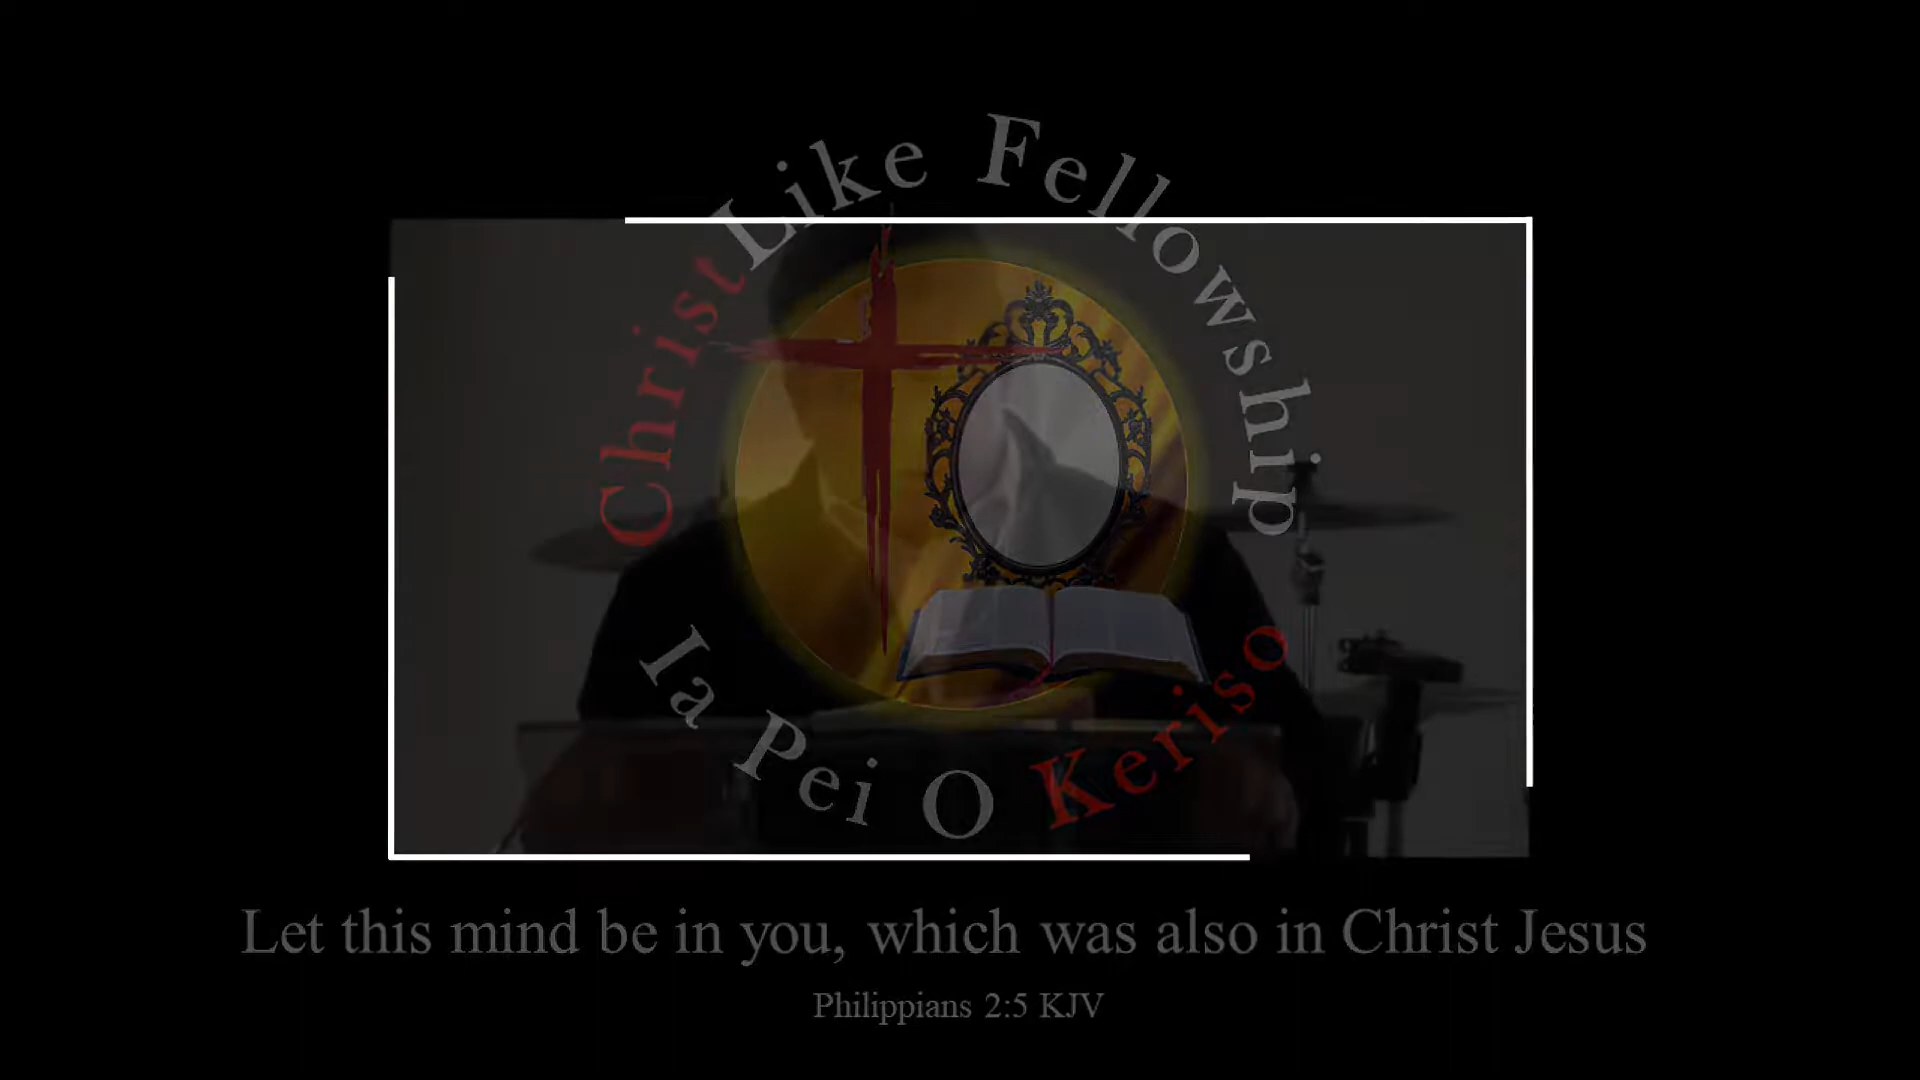 Christ Like Fellowship
Ia Pei O Keriso
Let this mind be in you, which was also in Christ Jesus
Philippians 2:5 KJV